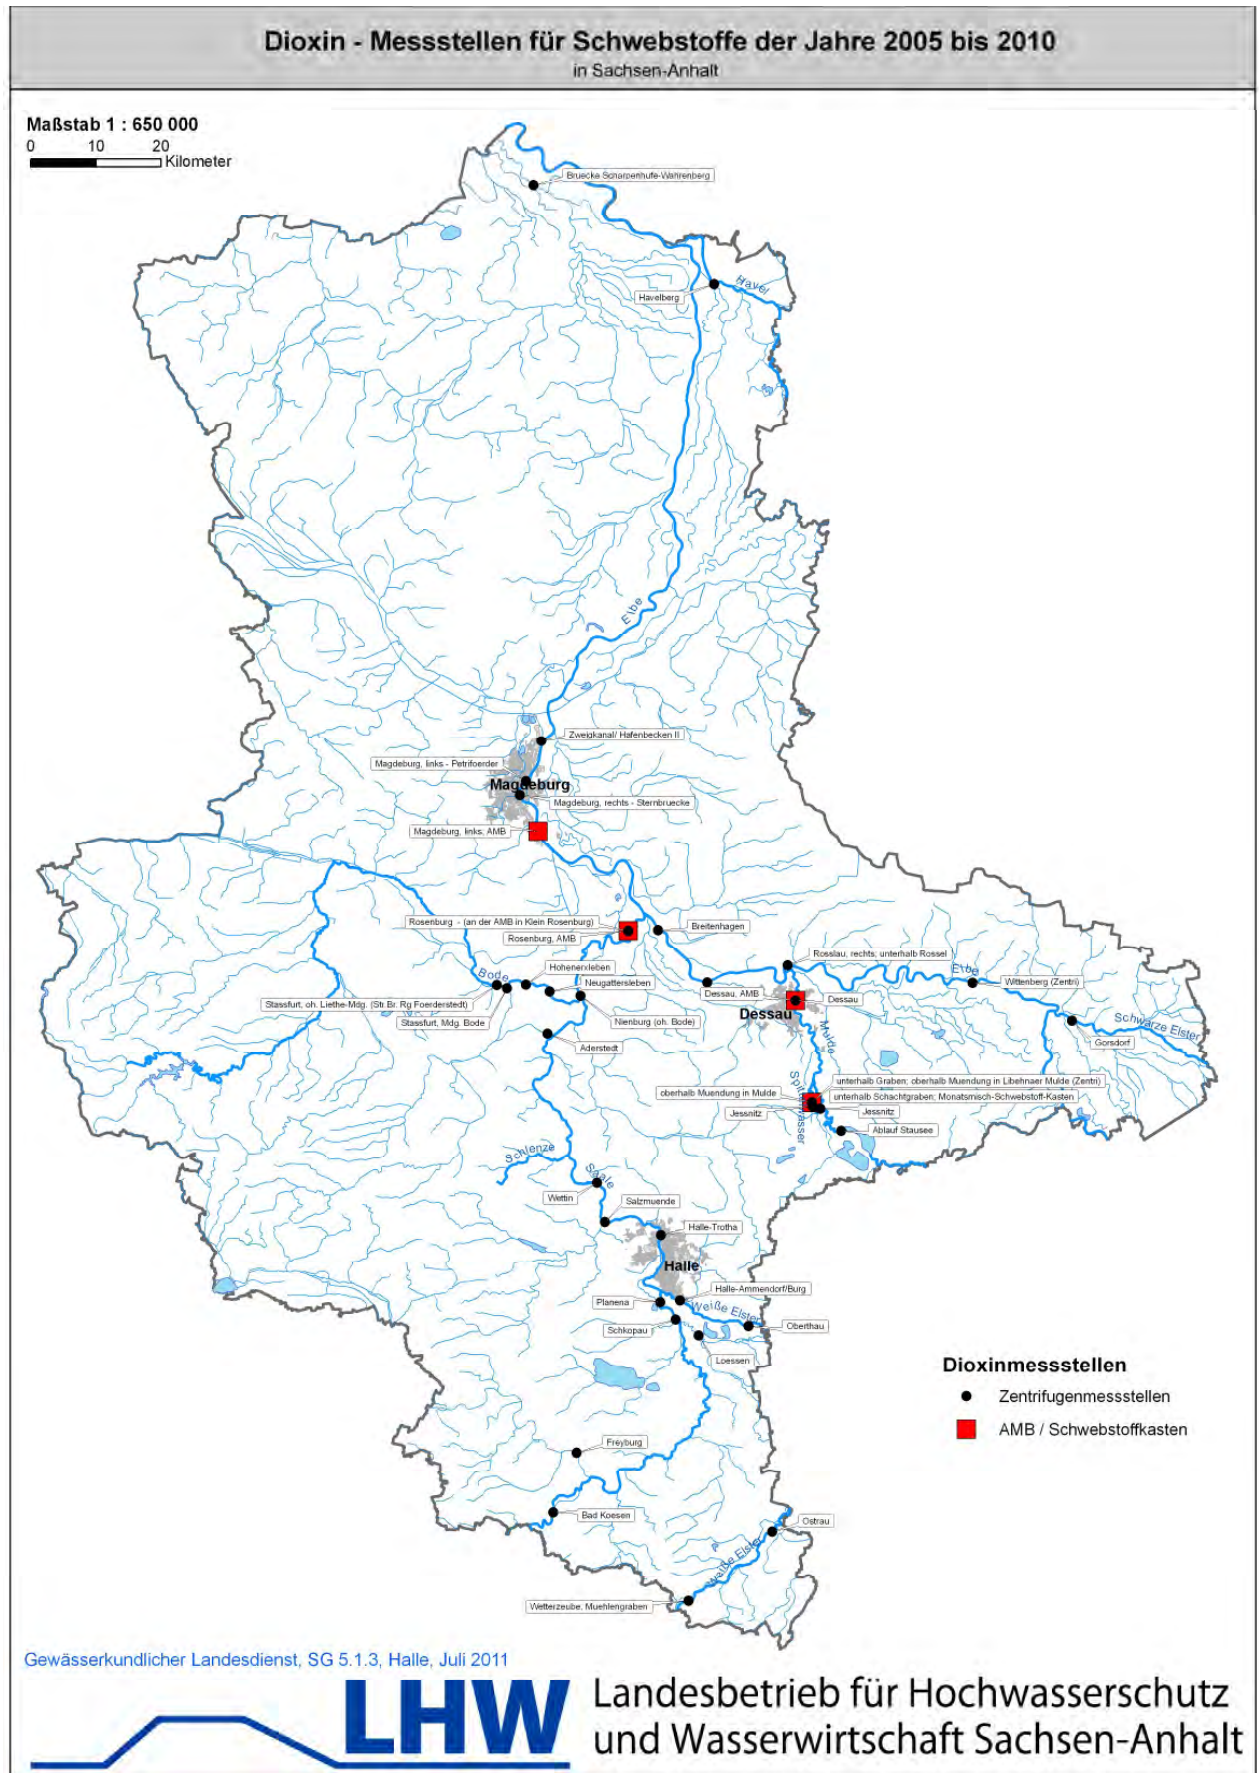 Dioxin - Messstellen für Schwebstoffe der Jahre 2005 bis 2010
in Sachsen-Anhalt
Maßstab 1 : 650 000
0 10 20
Kilometer
Bruecke Scharpenhufe-Wahrenberg
Havel
Havelberg
Elbe
Zweigkanal/ Hafenbecken II
Magdeburg, links - Petrifoerder
Magdeburg
Magdeburg, rechts - Sternbruecke
Magdeburg, links, AMB
Rosenburg - (an der AMB in Klein Rosenburg)
Rosenburg, AMB
Breitenhagen
Rosslau, rechts; unterhalb Rossel
Hohenerxleben
Bode
Elbe
Neugattersleben
Wittenberg (Zentri)
Stassfurt, oh. Liethe-Mdg. (Str.Br. Rg Foerderstedt)
Dessau, AMB
Dessau
Stassfurt, Mdg. Bode
Nienburg (oh. Bode)
Dessau
Schwarze Elster
Gorsdorf
Mulde
Aderstedt
Spittelwasser
unterhalb Graben; oberhalb Muendung in Libehnaer Mulde (Zentri)
oberhalb Muendung in Mulde
unterhalb Schachtgraben; Monatsmisch-Schwebstoff-Kasten
Jessnitz
Jessnitz
Ablauf Stausee
Schlenze
Saale
Wettin
Salzmuende
Halle-Trotha
Halle
Halle-Ammendorf/Burg
Planena
Weiße Elster
Schkopau
Oberthau
Loessen
Dioxinmessstellen
Zentrifugenmessstellen
AMB / Schwebstoffkasten
Freyburg
Bad Koesen
Ostrau
Weiße Elster
Wetterzeube, Muehlengraben
Gewässerkundlicher Landesdienst, SG 5.1.3, Halle, Juli 2011
LHW
Landesbetrieb für Hochwasserschutz
und Wasserwirtschaft Sachsen-Anhalt